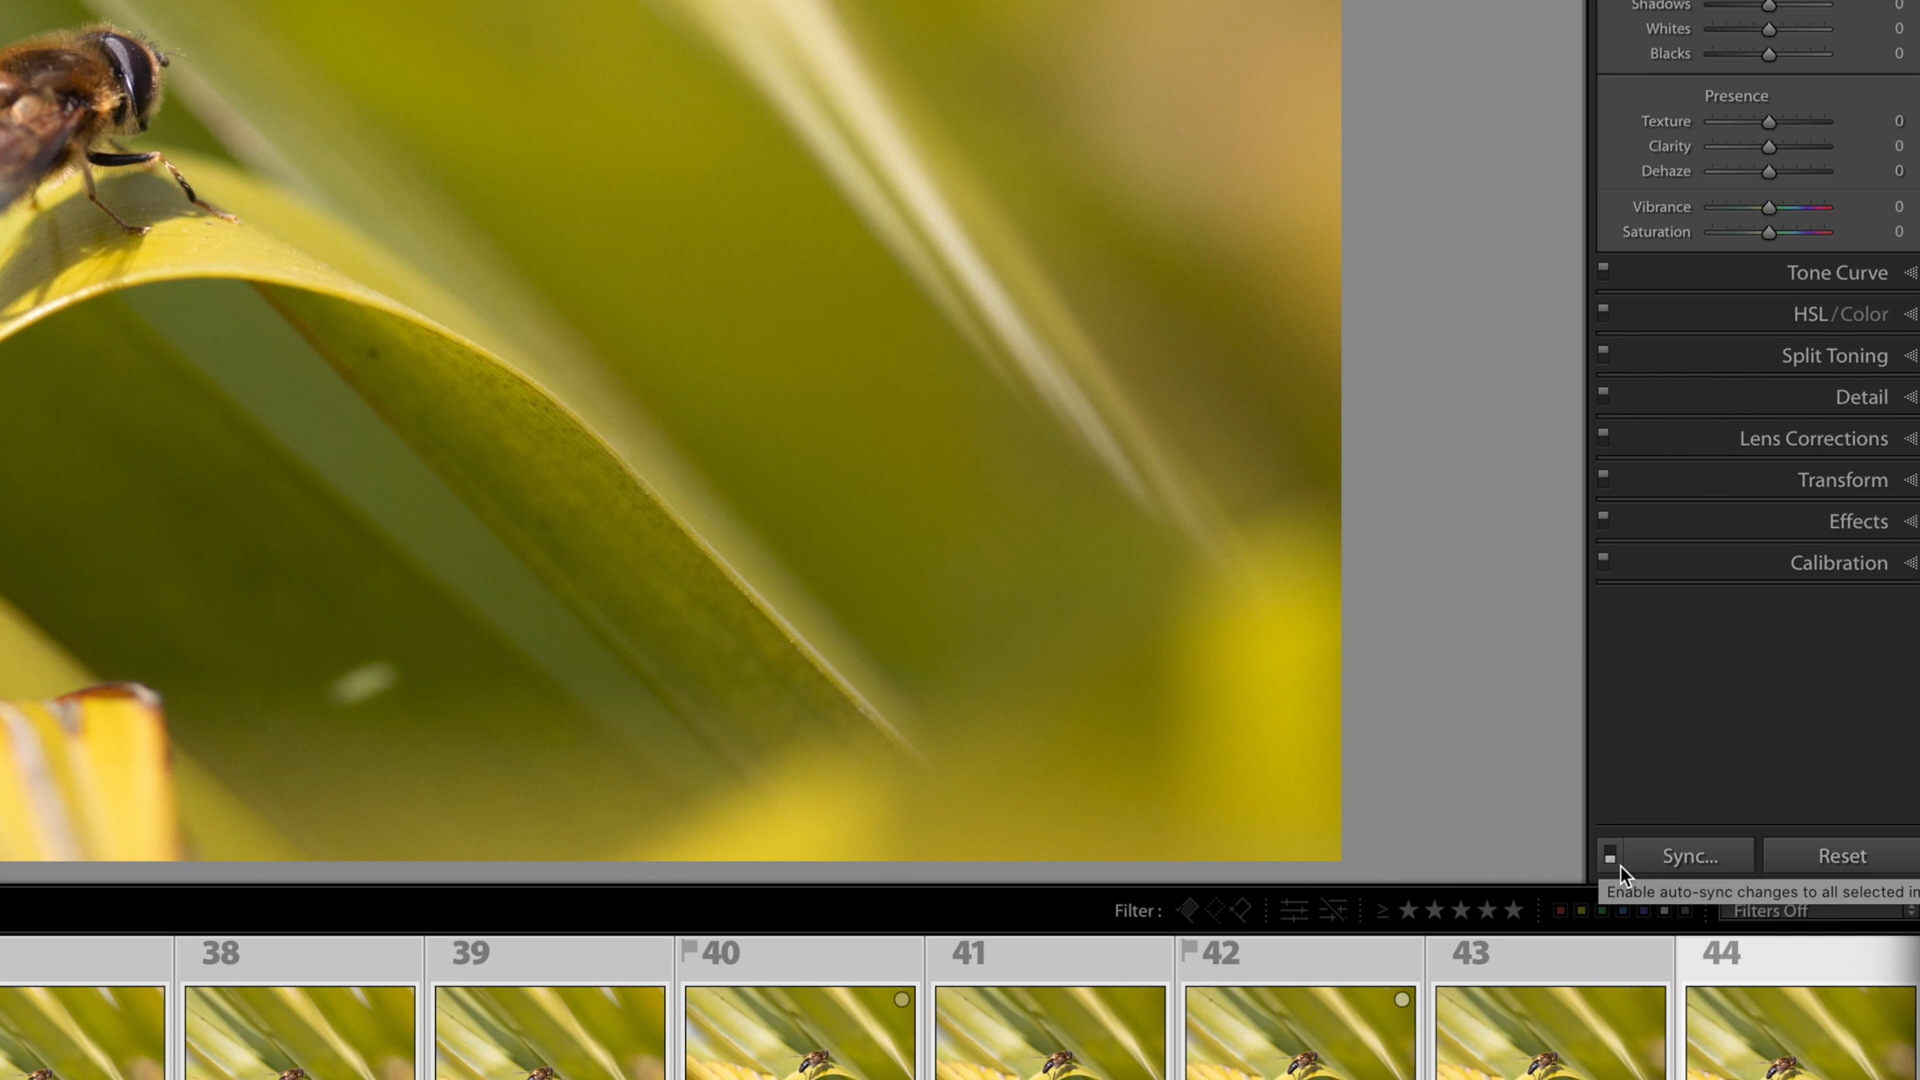 Shadows 0
Whites 0
Blacks 0
Presence
Texture 0
Clarity 0
Dehaze 0
Vibrance 0
Saturation 0
Tone Curve
HSL / Color
Split Toning
Detail
Lens Corrections
Transform
Effects
Calibration
Sync... Reset
Enable auto-sync changes to all selected im
Filter : ≥ Filters Off
38 39 40 41 42 43 44